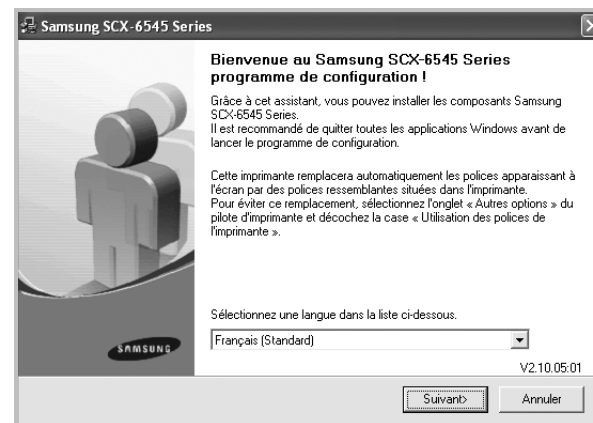 Samsung SCX-6545 Series
Bienvenue au Samsung SCX-6545 Series
programme de configuration !
Grâce à cet assistant, vous pouvez installer les composants Samsung
SCX-6545 Series.
Il est recommandé de quitter toutes les applications Windows avant de
lancer le programme de configuration.
Cette imprimante remplacera automatiquement les polices apparaissant à
l'écran par des polices ressemblantes situées dans l'imprimante.
Pour éviter ce remplacement, sélectionnez l'onglet « Autres options » du
pilote d'imprimante et décochez la case « Utilisation des polices de
l'imprimante ».
Sélectionnez une langue dans la liste ci-dessous.
SAMSUNG
Français (Standard)
V2.10.05:01
Suivant>
Annuler